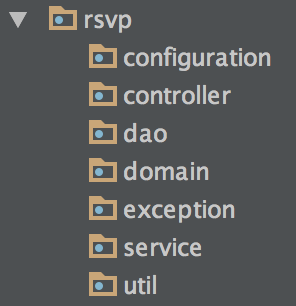 rsvp
configuration
controller
dao
domain
exception
service
util